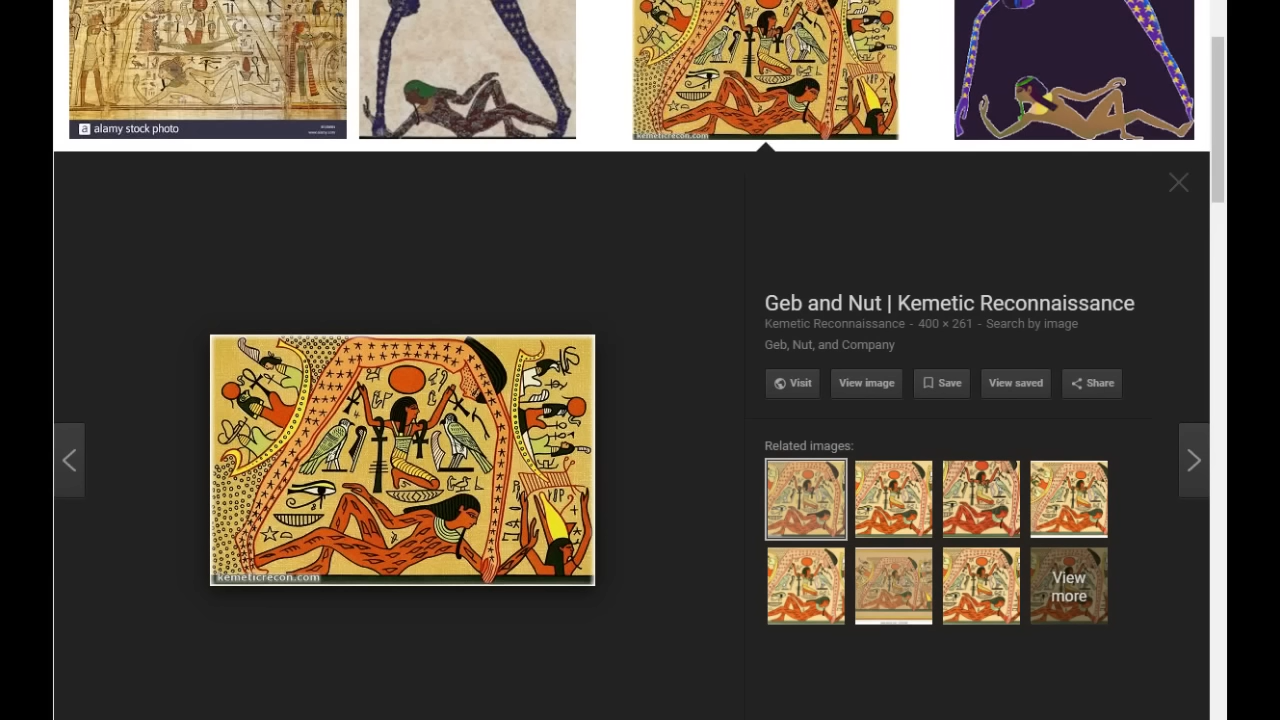 a alamy stock photo
kemeticrecon.com
Geb and Nut | Kemetic Reconnaissance
Kemetic Reconnaissance - 400 × 261 - Search by image
Geb, Nut, and Company
Visit
View image
Save
View saved
Share
Related images:
kemeticrecon.com
View
more